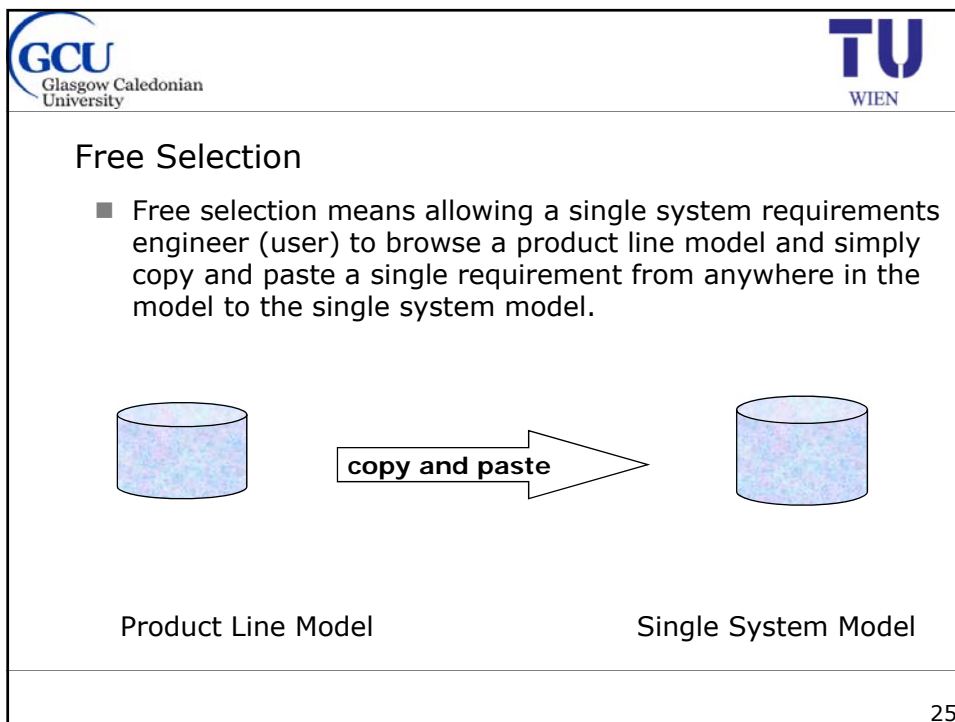 GCU
Glasgow Caledonian
University
TU
WIEN
Free Selection
Free selection means allowing a single system requirements
engineer (user) to browse a product line model and simply
copy and paste a single requirement from anywhere in the
model to the single system model.
copy and paste
Product Line Model
Single System Model
25